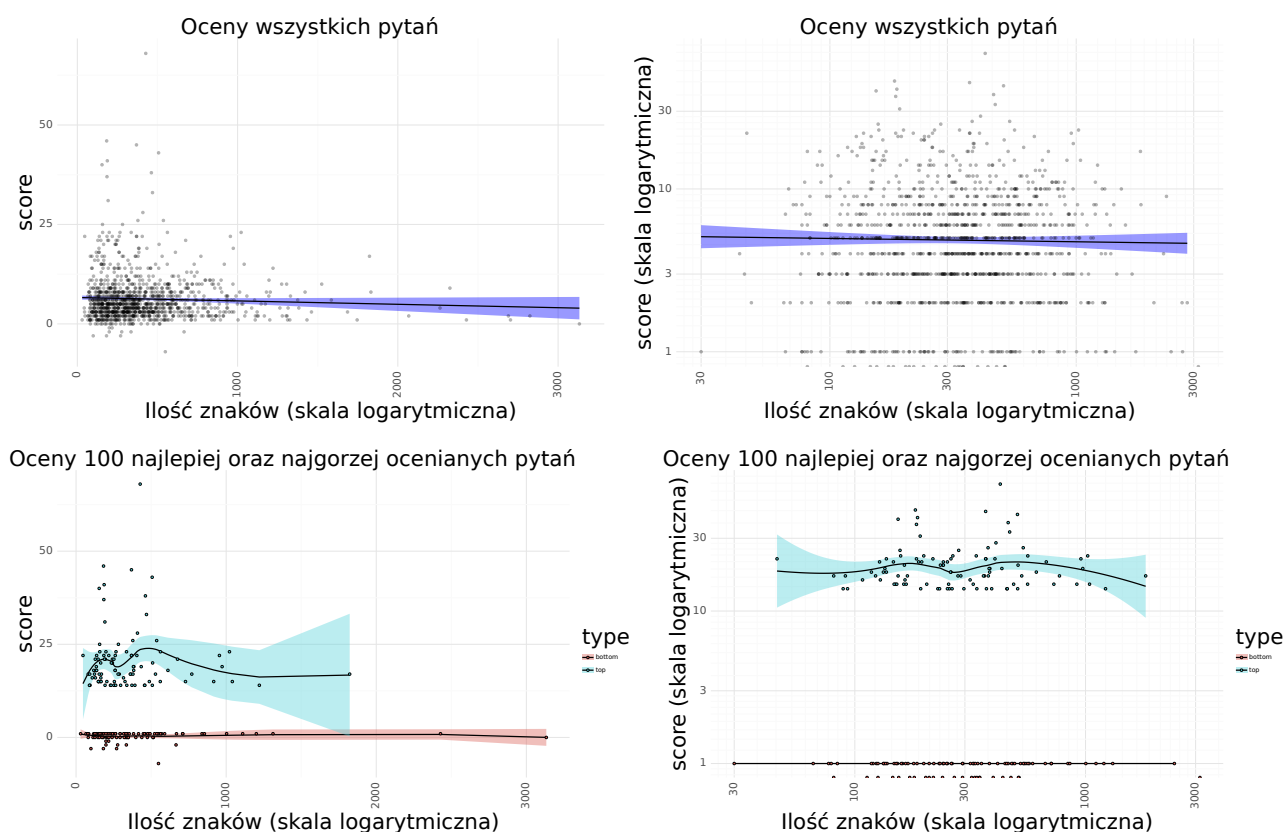 Oceny wszystkich pytań
score
50
25
0
0
1000
2000
3000
Ilość znaków (skala logarytmiczna)
Oceny wszystkich pytań
score (skala logarytmiczna)
30
10
3
1
30
100
300
1000
3000
Ilość znaków (skala logarytmiczna)
Oceny 100 najlepiej oraz najgorzej ocenianych pytań
score
50
25
0
0
1000
2000
3000
Ilość znaków (skala logarytmiczna)
type
bottom
top
Oceny 100 najlepiej oraz najgorzej ocenianych pytań
score (skala logarytmiczna)
30
10
3
1
30
100
300
1000
3000
Ilość znaków (skala logarytmiczna)
type
bottom
top